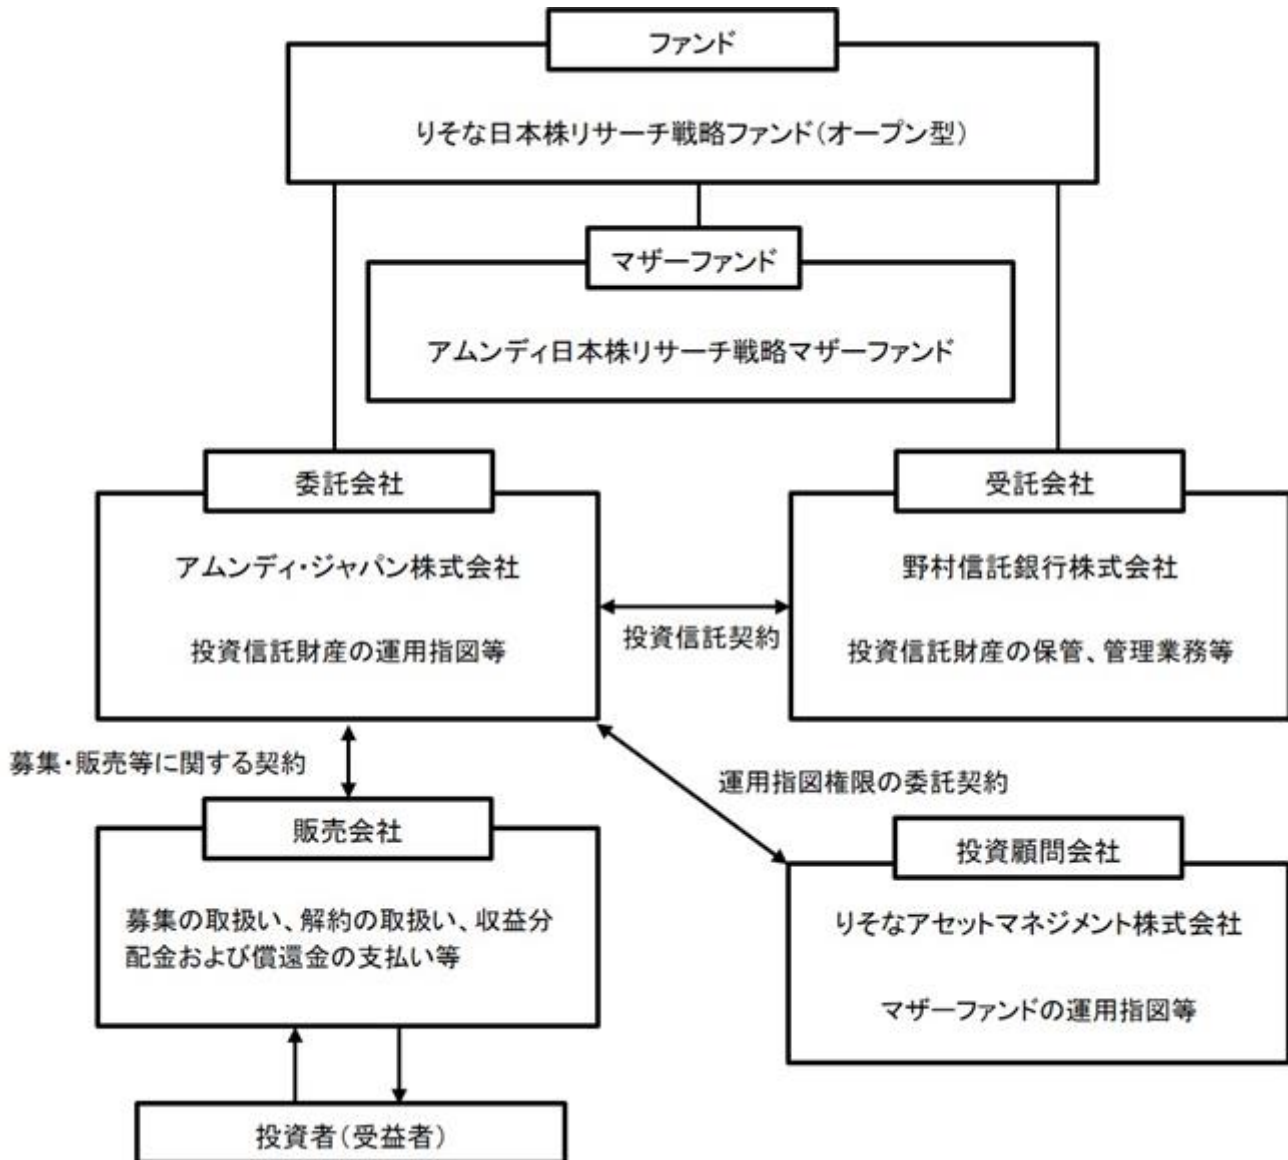 ファンド
りそな日本株リサーチ戦略ファンド(オープン型)
マザーファンド
アムンディ日本株リサーチ戦略マザーファンド
委託会社
アムンディ・ジャパン株式会社
投資信託財産の運用指図等
投資信託契約
受託会社
野村信託銀行株式会社
投資信託財産の保管、管理業務等
募集・販売等に関する契約
運用指図権限の委託契約
販売会社
募集の取扱い、解約の取扱い、収益分
配金および償還金の支払い等
投資顧問会社
りそなアセットマネジメント株式会社
マザーファンドの運用指図等
投資者(受益者)